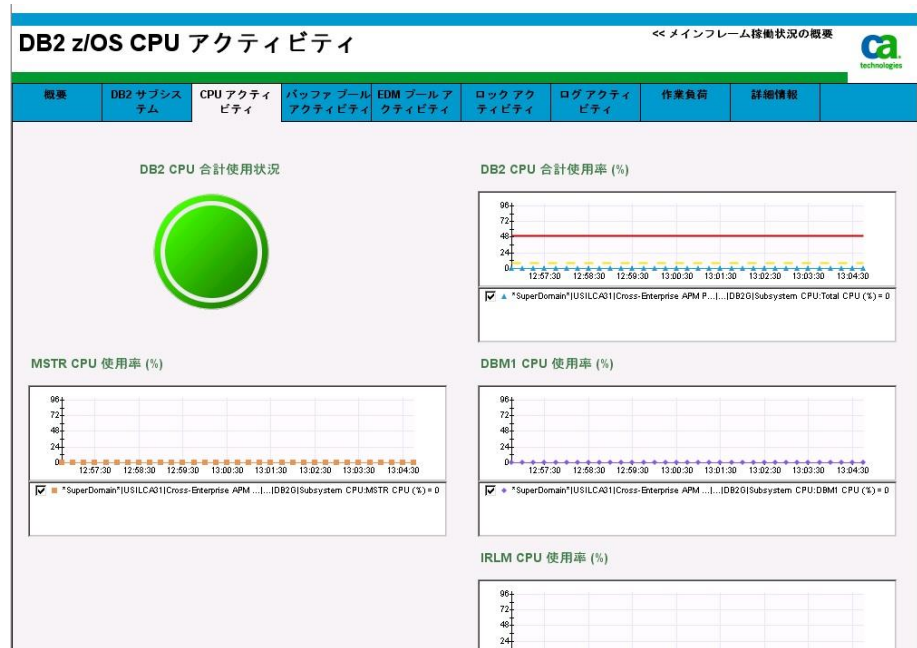 DB2 z/OS CPU アクティビティ
<< メインフレーム稼働状況の概要
ca.
technologies
概要
DB2 サブシス
テム
CPU アクティ
ビティ
バッファ プール
アクティビティ
EDM プール ア
クティビティ
ロック アク
ティビティ
ログ アクティ
ビティ
作業負荷
詳細情報
DB2 CPU 合計使用状況
DB2 CPU 合計使用率 (%)
96
72
48
24
0
12:57:30 12:58:30 12:59:30 13:00:30 13:01:30 13:02:30 13:03:30 13:04:30
*SuperDomain*|USILCA31|Cross-Enterprise APM P...|...|DB2G|Subsystem CPU:Total CPU (%) = 0
MSTR CPU 使用率 (%)
96
72
48
24
0
12:57:30 12:58:30 12:59:30 13:00:30 13:01:30 13:02:30 13:03:30 13:04:30
*SuperDomain*|USILCA31|Cross-Enterprise APM ...|...|DB2G|Subsystem CPU:MSTR CPU (%) = 0
DBM1 CPU 使用率 (%)
96
72
48
24
0
12:57:30 12:58:30 12:59:30 13:00:30 13:01:30 13:02:30 13:03:30 13:04:30
*SuperDomain*|USILCA31|Cross-Enterprise APM ...|...|DB2G|Subsystem CPU:DBM1 CPU (%) = 0
IRLM CPU 使用率 (%)
96
72
48
24